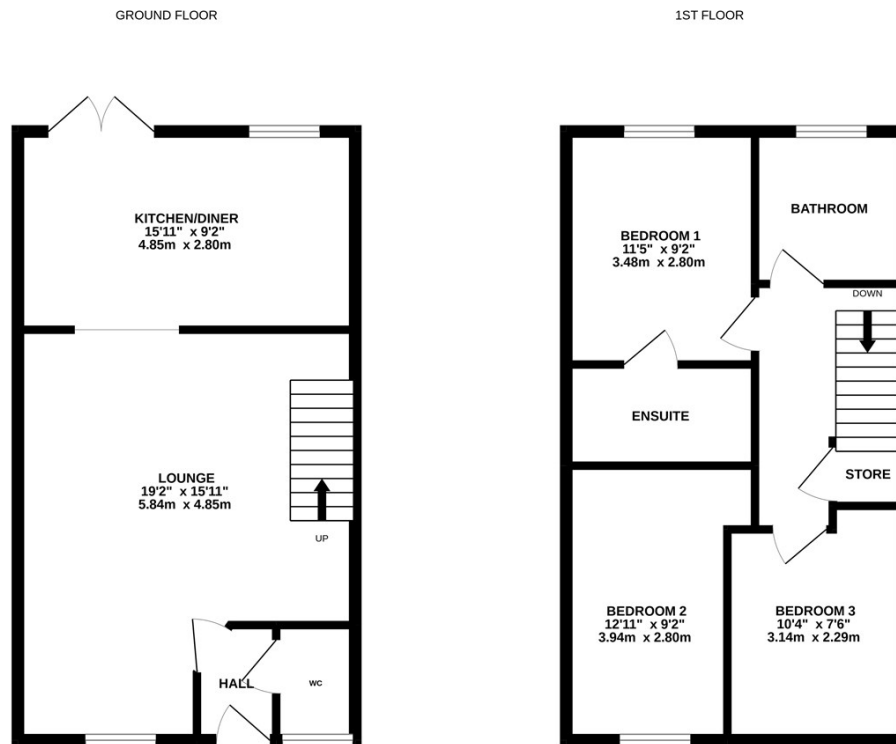 GROUND FLOOR
1ST FLOOR
KITCHEN/DINER
15'11" x 9'2"
4.85m x 2.80m
LOUNGE
19'2" x 15'11"
5.84m x 4.85m
UP
HALL
WC
BEDROOM 1
11'5" x 9'2"
3.48m x 2.80m
BATHROOM
DOWN
ENSUITE
STORE
BEDROOM 2
12'11" x 9'2"
3.94m x 2.80m
BEDROOM 3
10'4" x 7'6"
3.14m x 2.29m